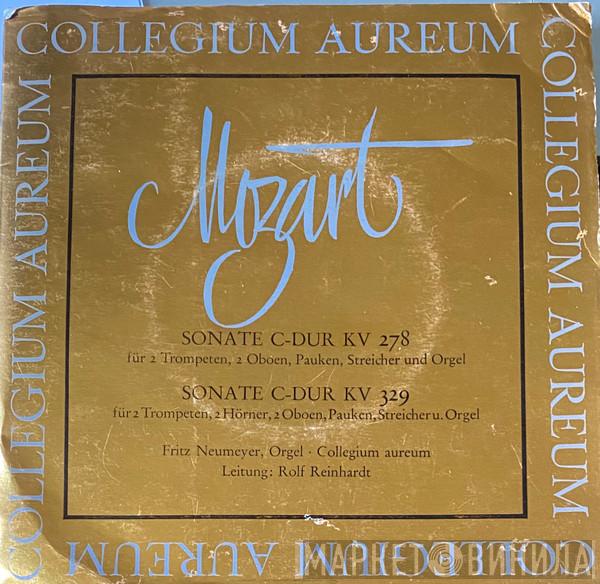 COLLEGIUM AUREUM
COLLEGIUM AUREUM
COLLEGIUM AUREUM
Mozart
SONATE C-DUR KV 278
für 2 Trompeten, 2 Oboen, Pauken, Streicher und Orgel
SONATE C-DUR KV 329
für 2 Trompeten, 2 Hörner, 2 Oboen, Pauken, Streicher u. Orgel
Fritz Neumeyer, Orgel · Collegium aureum
Leitung: Rolf Reinhardt
COLLEGIUM AUREUM
МАРКЕТ ВИНИЛА